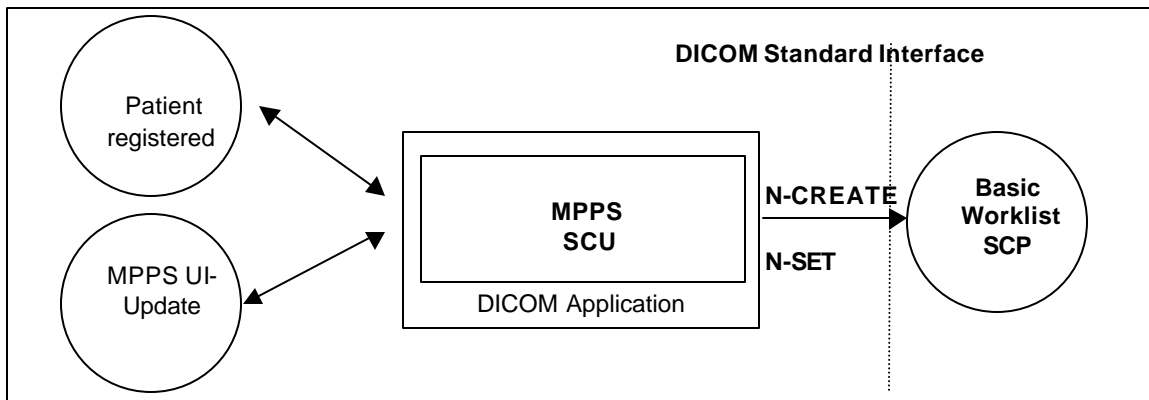 DICOM Standard Interface
Patient
registered
MPPS UI-
Update
MPPS
SCU
DICOM Application
N-CREATE
N-SET
Basic
Worklist
SCP